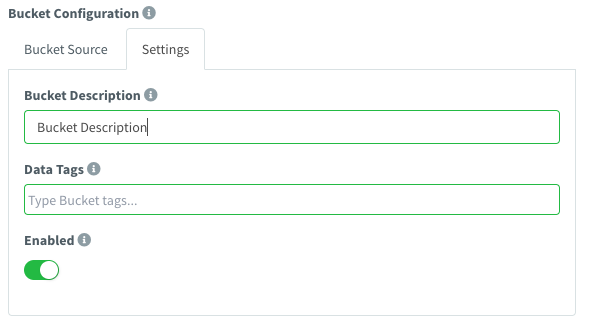 Bucket Configuration
Bucket Source
Settings
Bucket Description
Bucket Description
Data Tags
Type Bucket tags...
Enabled